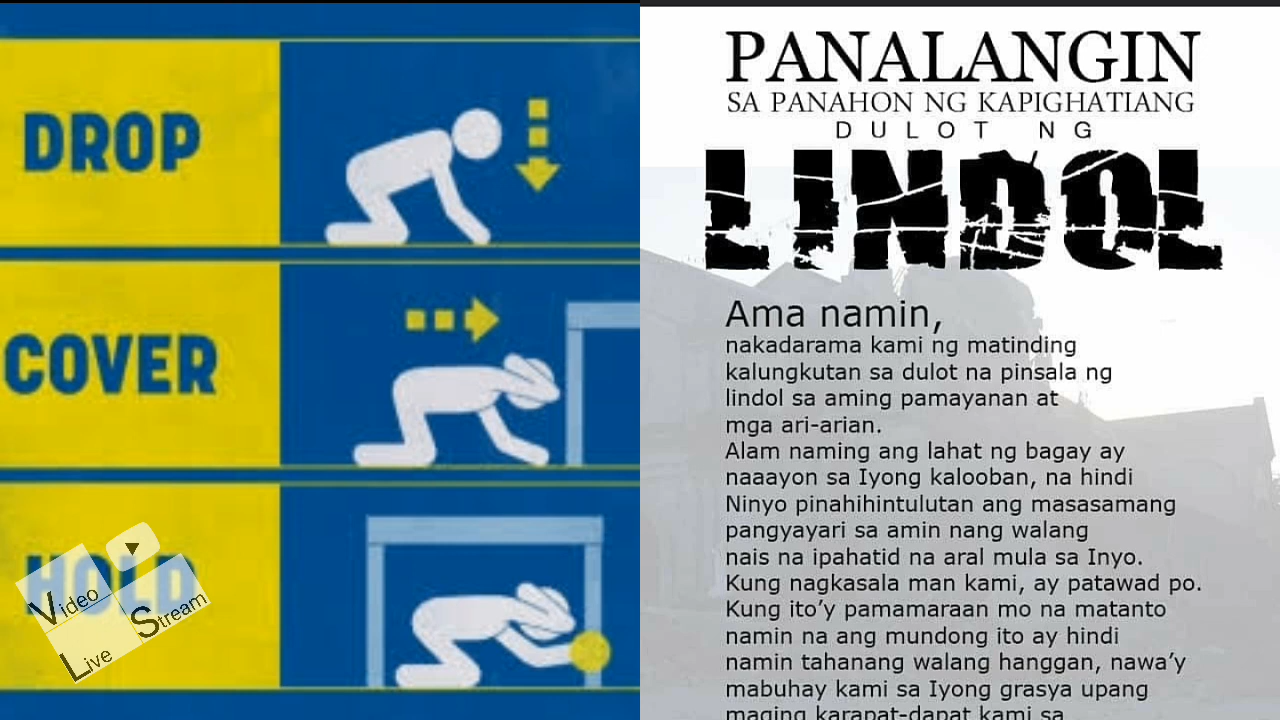 DROP
COVER
HOLD
Video
Live
Stream
PANALANGIN
SA PANAHON NG KAPIGHATIANG
DULOT NG
LINDOL
Ama namin,
nakadarama kami ng matinding
kalungkutan sa dulot na pinsala ng
lindol sa aming pamayanan at
mga ari-arian.
Alam naming ang lahat ng bagay ay
naaayon sa Iyong kalooban, na hindi
Ninyo pinahihintulutan ang masasamang
pangyayari sa amin nang walang
nais na ipahatid na aral mula sa Inyo.
Kung nagkasala man kami, ay patawad po.
Kung ito’y pamamaraan mo na matanto
namin na ang mundong ito ay hindi
namin tahanang walang hanggan, nawa’y
mabuhay kami sa Iyong grasya upang
maging karapat-dapat kami sa